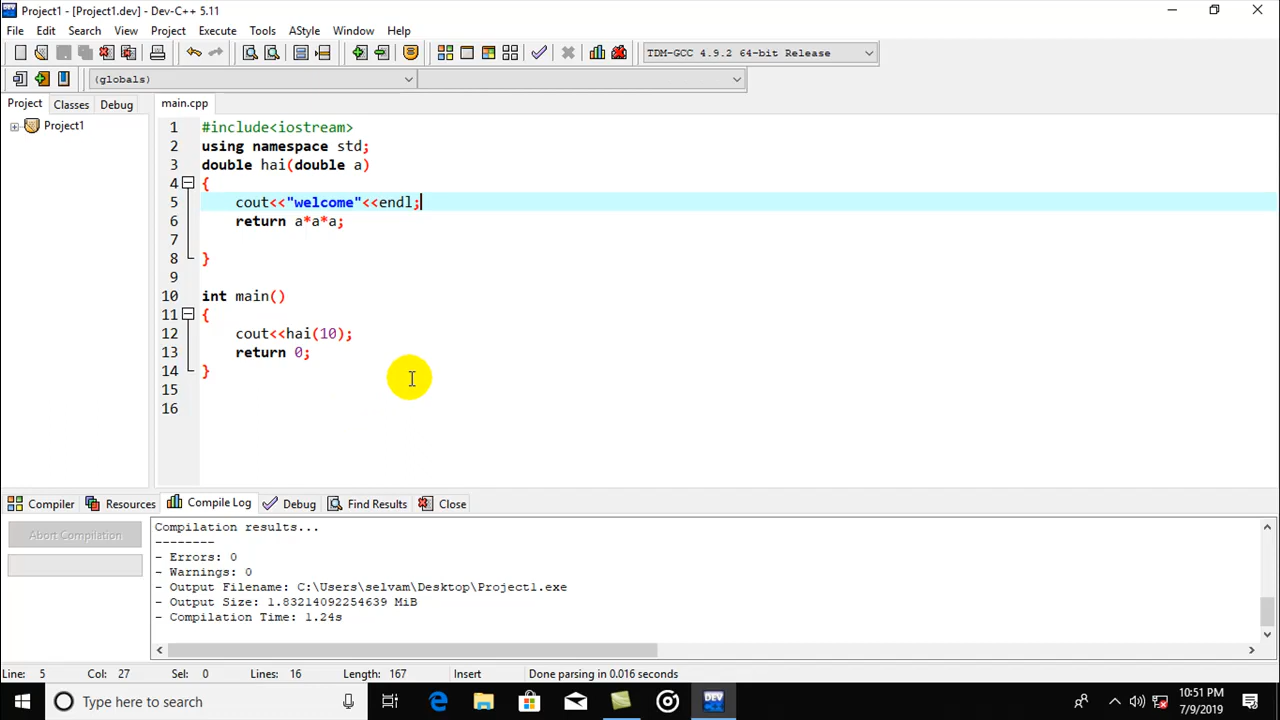 Project1 - [Project1.dev] - Dev-C++ 5.11
File Edit Search View Project Execute Tools AStyle Window Help
TDM-GCC 4.9.2 64-bit Release
(globals)
Project Classes Debug
main.cpp
Project1
1 #include<iostream>
2 using namespace std;
3 double hai(double a)
4 {
5 cout<<"welcome"<<endl;
6 return a*a*a;
7
8 }
9
10 int main()
11 {
12 cout<<hai(10);
13 return 0;
14 }
15
16
Compiler Resources Compile Log Debug Find Results Close
Abort Compilation
Compilation results...
--------
- Errors: 0
- Warnings: 0
- Output Filename: C:\Users\selvam\Desktop\Project1.exe
- Output Size: 1.83214092254639 MiB
- Compilation Time: 1.24s
Line: 5 Col: 27 Sel: 0 Lines: 16 Length: 167 Insert Done parsing in 0.016 seconds
Type here to search
DEV
10:51 PM
7/9/2019